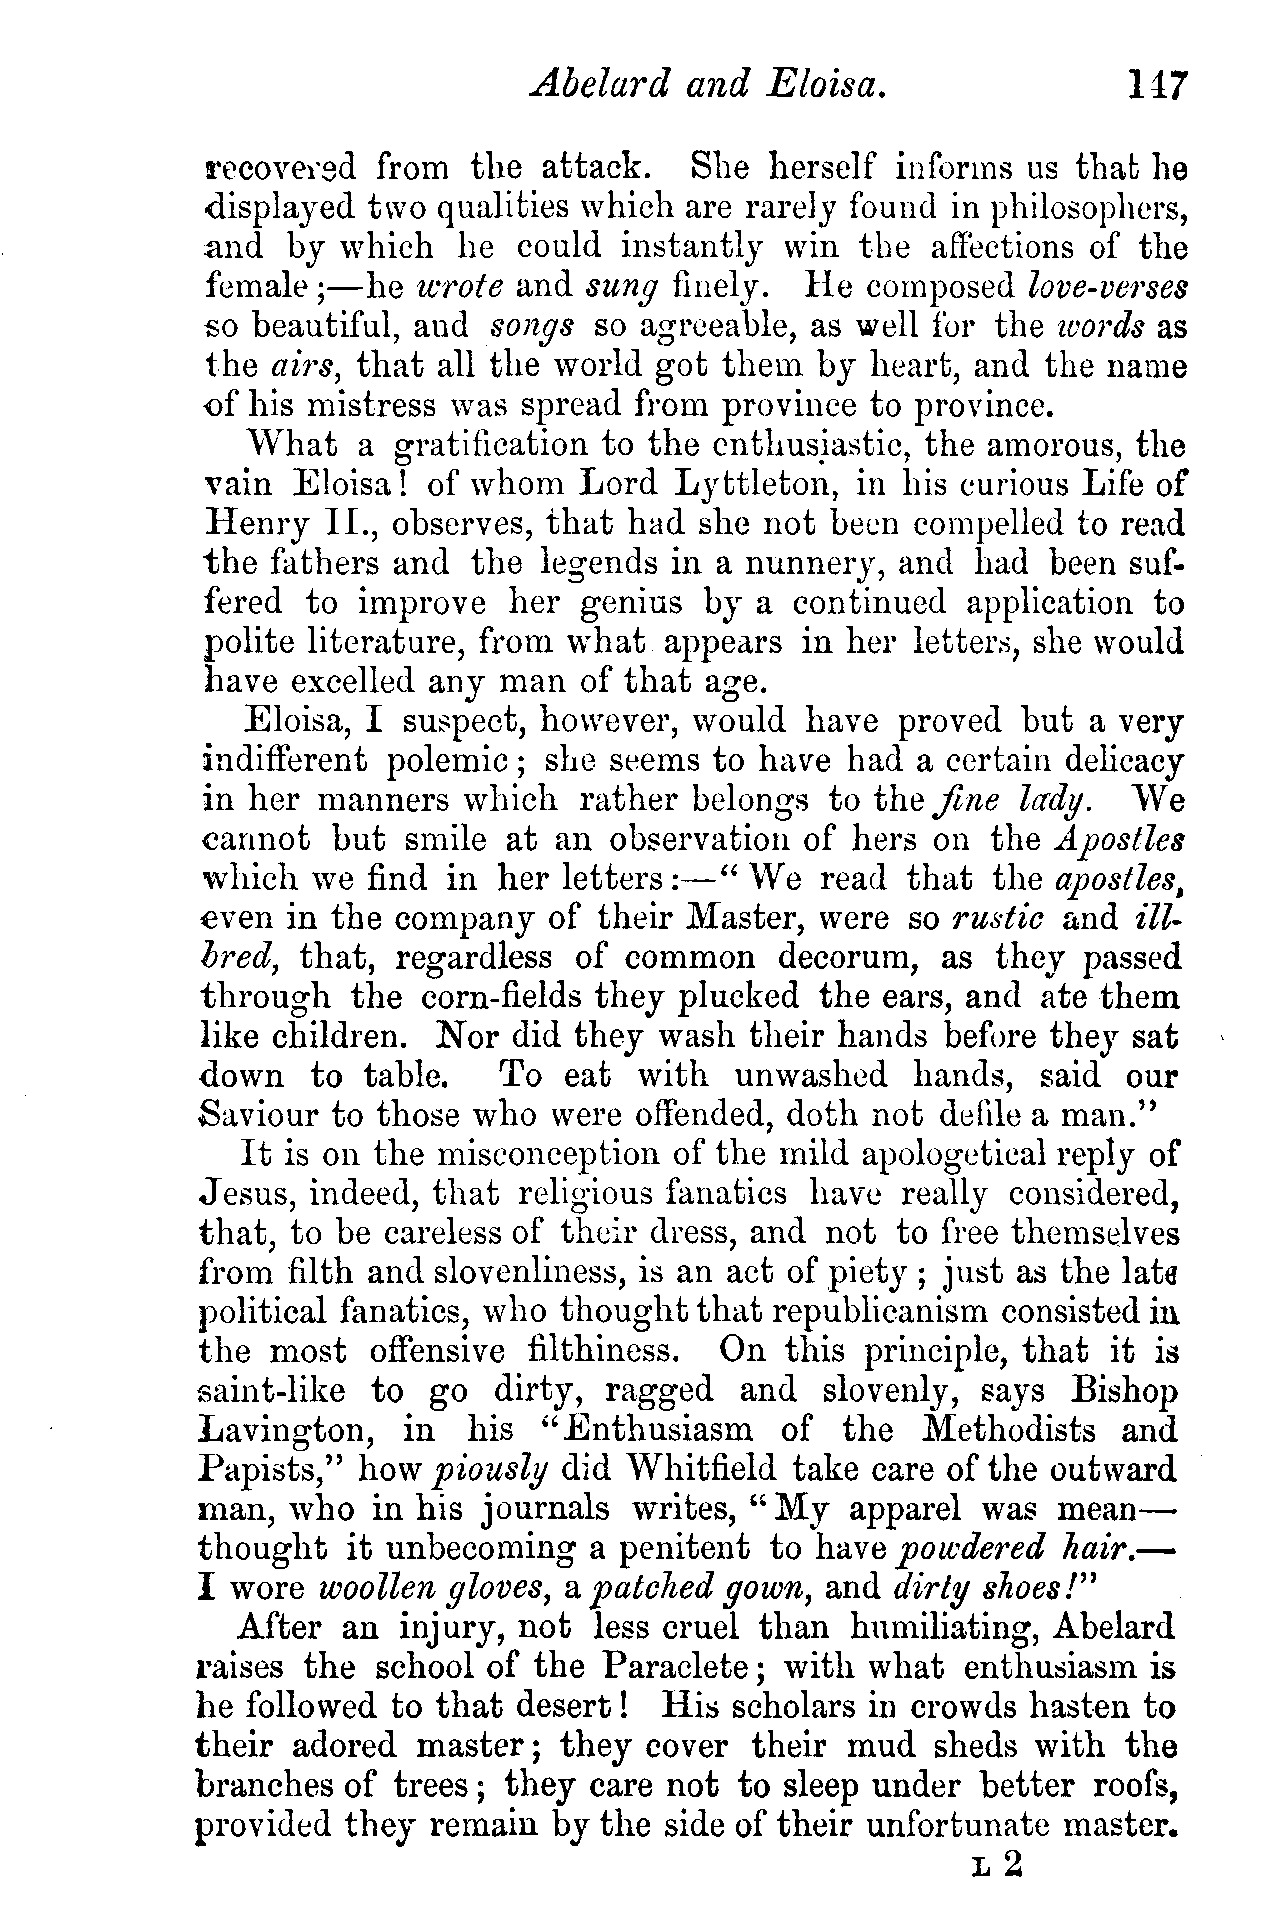 Abelard and Eloisa. 147
recovered from the attack. She herself informs us that he
displayed two qualities which are rarely found in philosophers,
and by which he could instantly win the affections of the
female ;—he wrote and sung finely. He composed love-verses
so beautiful, and songs so agreeable, as well for the words as
the airs, that all the world got them by heart, and the name
of his mistress was spread from province to province.
What a gratification to the enthusiastic, the amorous, the
vain Eloisa! of whom Lord Lyttleton, in his curious Life of
Henry II., observes, that had she not been compelled to read
the fathers and the legends in a nunnery, and had been suf-
fered to improve her genius by a continued application to
polite literature, from what appears in her letters, she would
have excelled any man of that age.
Eloisa, I suspect, however, would have proved but a very
indifferent polemic ; she seems to have had a certain delicacy
in her manners which rather belongs to the fine lady. We
cannot but smile at an observation of hers on the Apostles
which we find in her letters :—“ We read that the apostles,
even in the company of their Master, were so rustic and ill-
bred, that, regardless of common decorum, as they passed
through the corn-fields they plucked the ears, and ate them
like children. Nor did they wash their hands before they sat
down to table. To eat with unwashed hands, said our
Saviour to those who were offended, doth not defile a man.”
It is on the misconception of the mild apologetical reply of
Jesus, indeed, that religious fanatics have really considered,
that, to be careless of their dress, and not to free themselves
from filth and slovenliness, is an act of piety ; just as the late
political fanatics, who thought that republicanism consisted in
the most offensive filthiness. On this principle, that it is
saint-like to go dirty, ragged and slovenly, says Bishop
Lavington, in his “Enthusiasm of the Methodists and
Papists,” how piously did Whitfield take care of the outward
man, who in his journals writes, “ My apparel was mean—
thought it unbecoming a penitent to have powdered hair.—
I wore woollen gloves, a patched gown, and dirty shoes!”
After an injury, not less cruel than humiliating, Abelard
raises the school of the Paraclete ; with what enthusiasm is
he followed to that desert! His scholars in crowds hasten to
their adored master ; they cover their mud sheds with the
branches of trees ; they care not to sleep under better roofs,
provided they remain by the side of their unfortunate master.
L 2